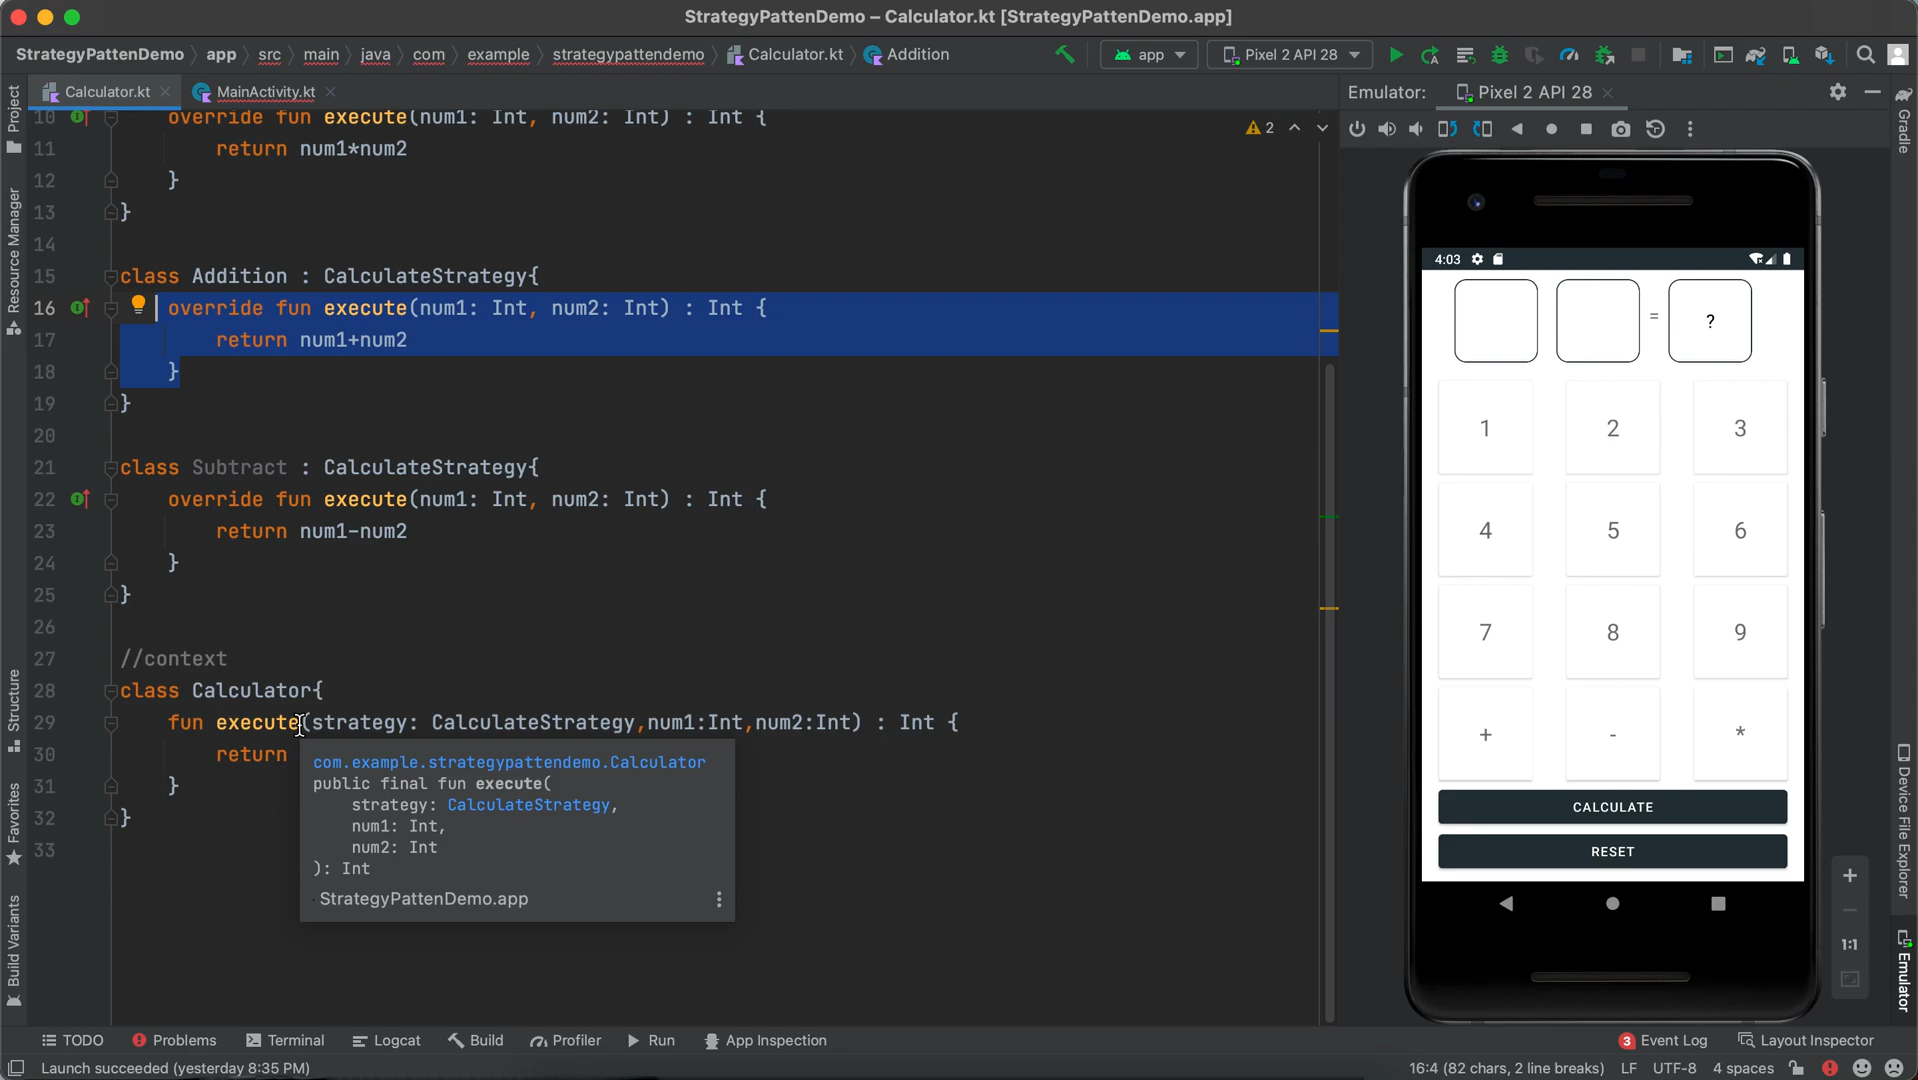 StrategyPattenDemo – Calculator.kt [StrategyPattenDemo.app]
StrategyPattenDemo app src main java com example strategypattendemo Calculator.kt Addition
app Pixel 2 API 28
Calculator.kt MainActivity.kt
Emulator: Pixel 2 API 28
Project
Resource Manager
Structure
Favorites
Build Variants
2
10 override fun execute(num1: Int, num2: Int) : Int {
11 return num1*num2
12 }
13 }
14
15 class Addition : CalculateStrategy{
16 override fun execute(num1: Int, num2: Int) : Int {
17 return num1+num2
18 }
19 }
20
21 class Subtract : CalculateStrategy{
22 override fun execute(num1: Int, num2: Int) : Int {
23 return num1-num2
24 }
25 }
26
27 //context
28 class Calculator{
29 fun execute(strategy: CalculateStrategy,num1:Int,num2:Int) : Int {
30 return
31 }
32 }
33
com.example.strategypattendemo.Calculator
public final fun execute(
strategy: CalculateStrategy,
num1: Int,
num2: Int
): Int
StrategyPattenDemo.app
4:03
= ?
1 2 3
4 5 6
7 8 9
+ - *
CALCULATE
RESET
1:1
Gradle
Device File Explorer
Emulator
TODO Problems Terminal Logcat Build Profiler Run App Inspection 3 Event Log Layout Inspector
Launch succeeded (yesterday 8:35 PM) 16:4 (82 chars, 2 line breaks) LF UTF-8 4 spaces